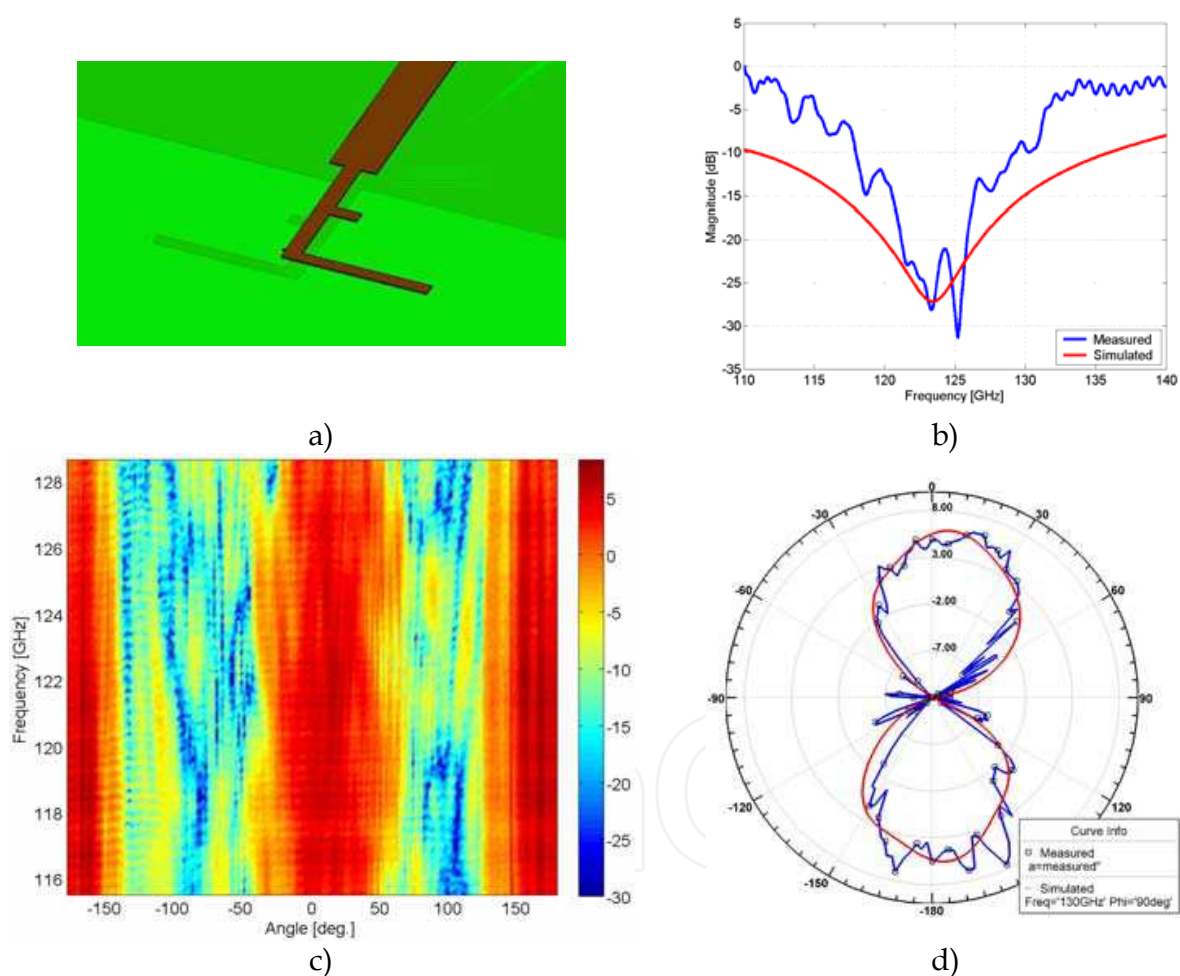 5
0
-5
-10
-15
-20
-25
-30
-35
Magnitude [dB]
Measured
Simulated
110 115 120 125 130 135 140
Frequency [GHz]
a)
b)
128
126
124
122
120
118
116
Frequency [GHz]
-150 -100 -50 0 50 100 150
Angle [deg.]
5
0
-5
-10
-15
-20
-25
-30
c)
0
-30
30
-60
60
-90
90
-120
120
-150
-180
8.00
3.00
-2.00
-7.00
Curve Info
Measured
a=measured"
Simulated
Freq='130GHz' Phi='90deg'
d)